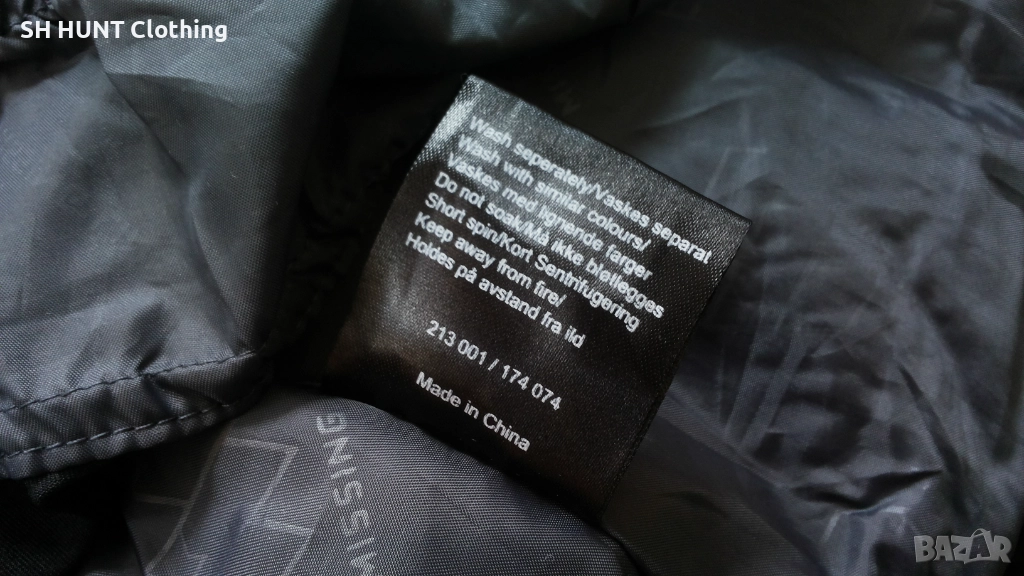 SH HUNT Clothing
Wash seperately/Vaskes separat
Wash with similar colours/
Vaskes med lignende farger
Do not soak/Må ikke bløtlegges
Short spin/Kort Sentrifugering
Keep away from fire/
Holdes på avstand fra ild
213 001 / 174 074
Made in China
BAZAR